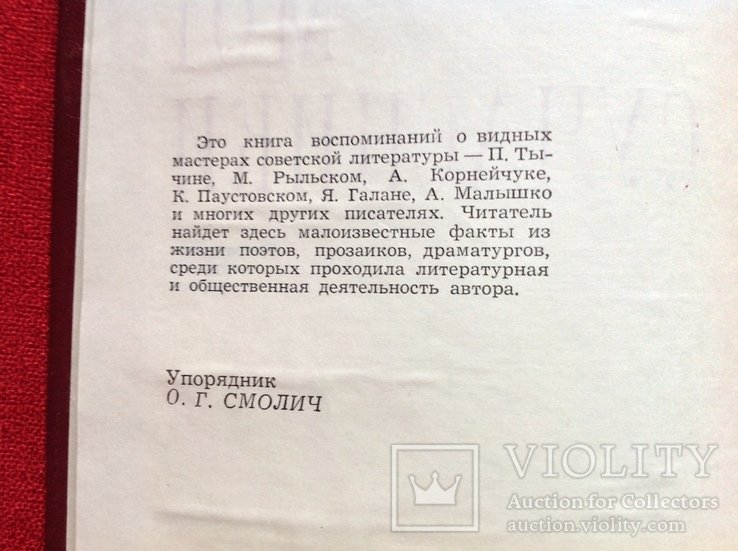 Это книга воспоминаний о видных
мастерах советской литературы — П. Ты-
чине, М. Рыльском, А. Корнейчуке,
К. Паустовском, Я. Галане, А. Малышко
и многих других писателях. Читатель
найдет здесь малоизвестные факты из
жизни поэтов, прозаиков, драматургов,
среди которых проходила литературная
и общественная деятельность автора.
Упорядник
О. Г. СМОЛИЧ
VIOLITY
Auction for Collectors
auction.violity.com